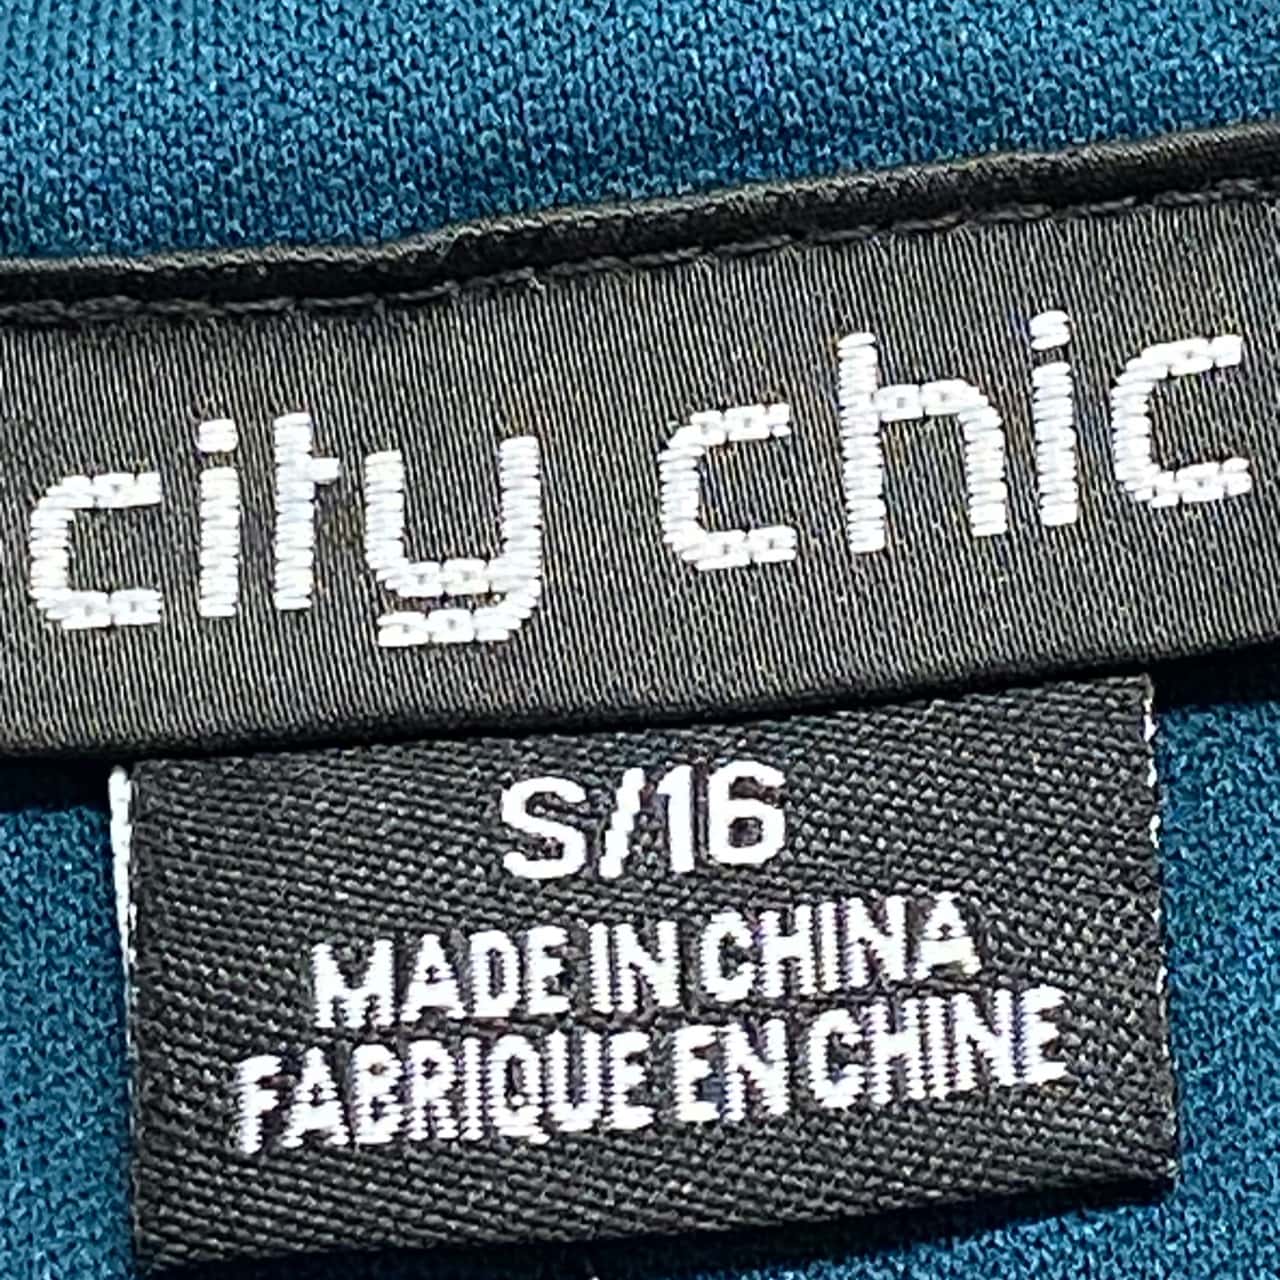 city chic
S/16
MADE IN CHINA
FABRIQUE EN CHINE